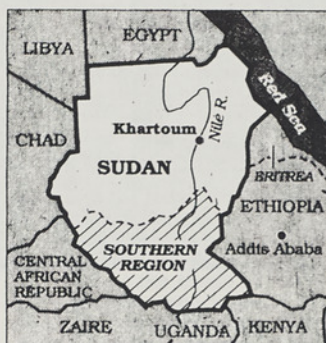 EGYPT
LIBYA
Red Sea
Nile R.
Khartoum
CHAD
SUDAN
ERITREA
ETHIOPIA
SOUTHERN
REGION
Addis Ababa
CENTRAL
AFRICAN
REPUBLIC
ZAIRE
UGANDA
KENYA